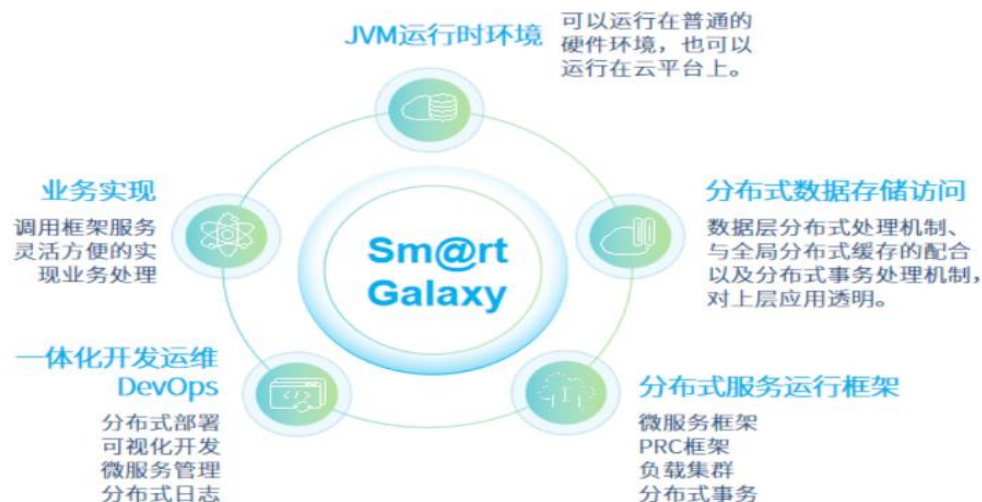 JVM运行时环境
可以运行在普通的
硬件环境，也可以
运行在云平台上。
业务实现
调用框架服务
灵活方便的实
现业务处理
Sm@rt
Galaxy
分布式数据存储访问
数据层分布式处理机制、
与全局分布式缓存的配合
以及分布式事务处理机制，
对上层应用透明。
一体化开发运维
DevOps
分布式部署
可视化开发
微服务管理
分布式日志
分布式服务运行框架
微服务框架
PRC框架
负载集群
分布式事务